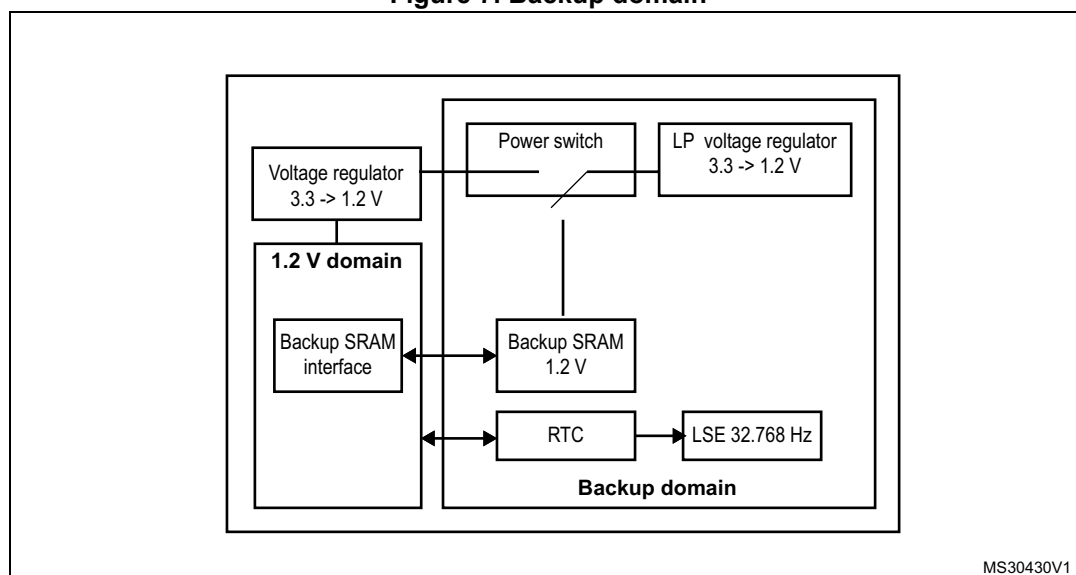 Figure Backup domain
Power switch
LP voltage regulator
3.3 -> 1.2 V
Voltage regulator
3.3 -> 1.2 V
1.2 V domain
Backup SRAM
interface
Backup SRAM
1.2 V
RTC
LSE 32.768 Hz
Backup domain
MS30430V1